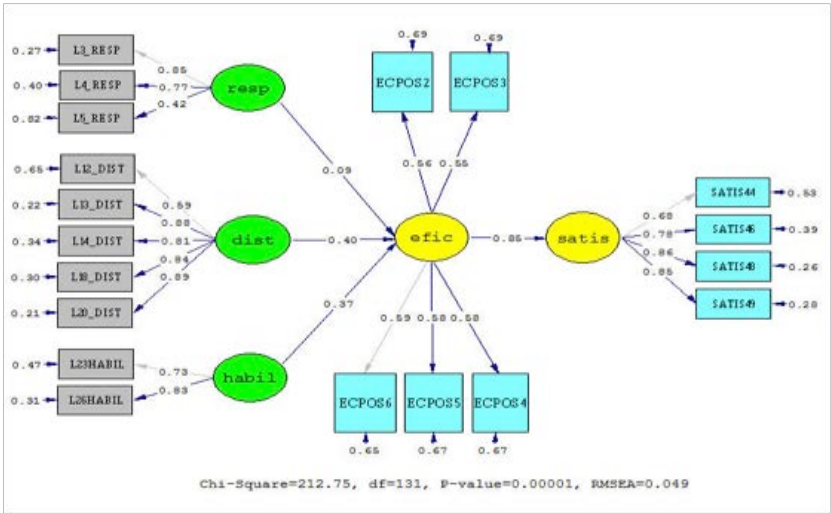 0.69
0.69
0.27
L3_RESP
ECPOS2
ECPOS3
0.85
0.40
L4_RESP
0.77
resp
0.82
L5_RESP
0.42
0.56
0.55
0.65
L12_DIST
0.09
0.59
SATIS44
0.53
0.22
L13_DIST
0.88
0.68
0.34
L14_DIST
0.81
dist
0.40
efic
0.85
satis
0.78
SATIS46
0.39
0.84
0.86
SATIS48
0.26
0.30
L18_DIST
0.89
0.85
SATIS49
0.28
0.21
L20_DIST
0.37
0.59
0.58
0.58
0.47
L23HABIL
0.73
habil
0.31
L26HABIL
0.83
ECPOS6
ECPOS5
ECPOS4
0.65
0.67
0.67
Chi-Square=212.75, df=131, P-value=0.00001, RMSEA=0.049